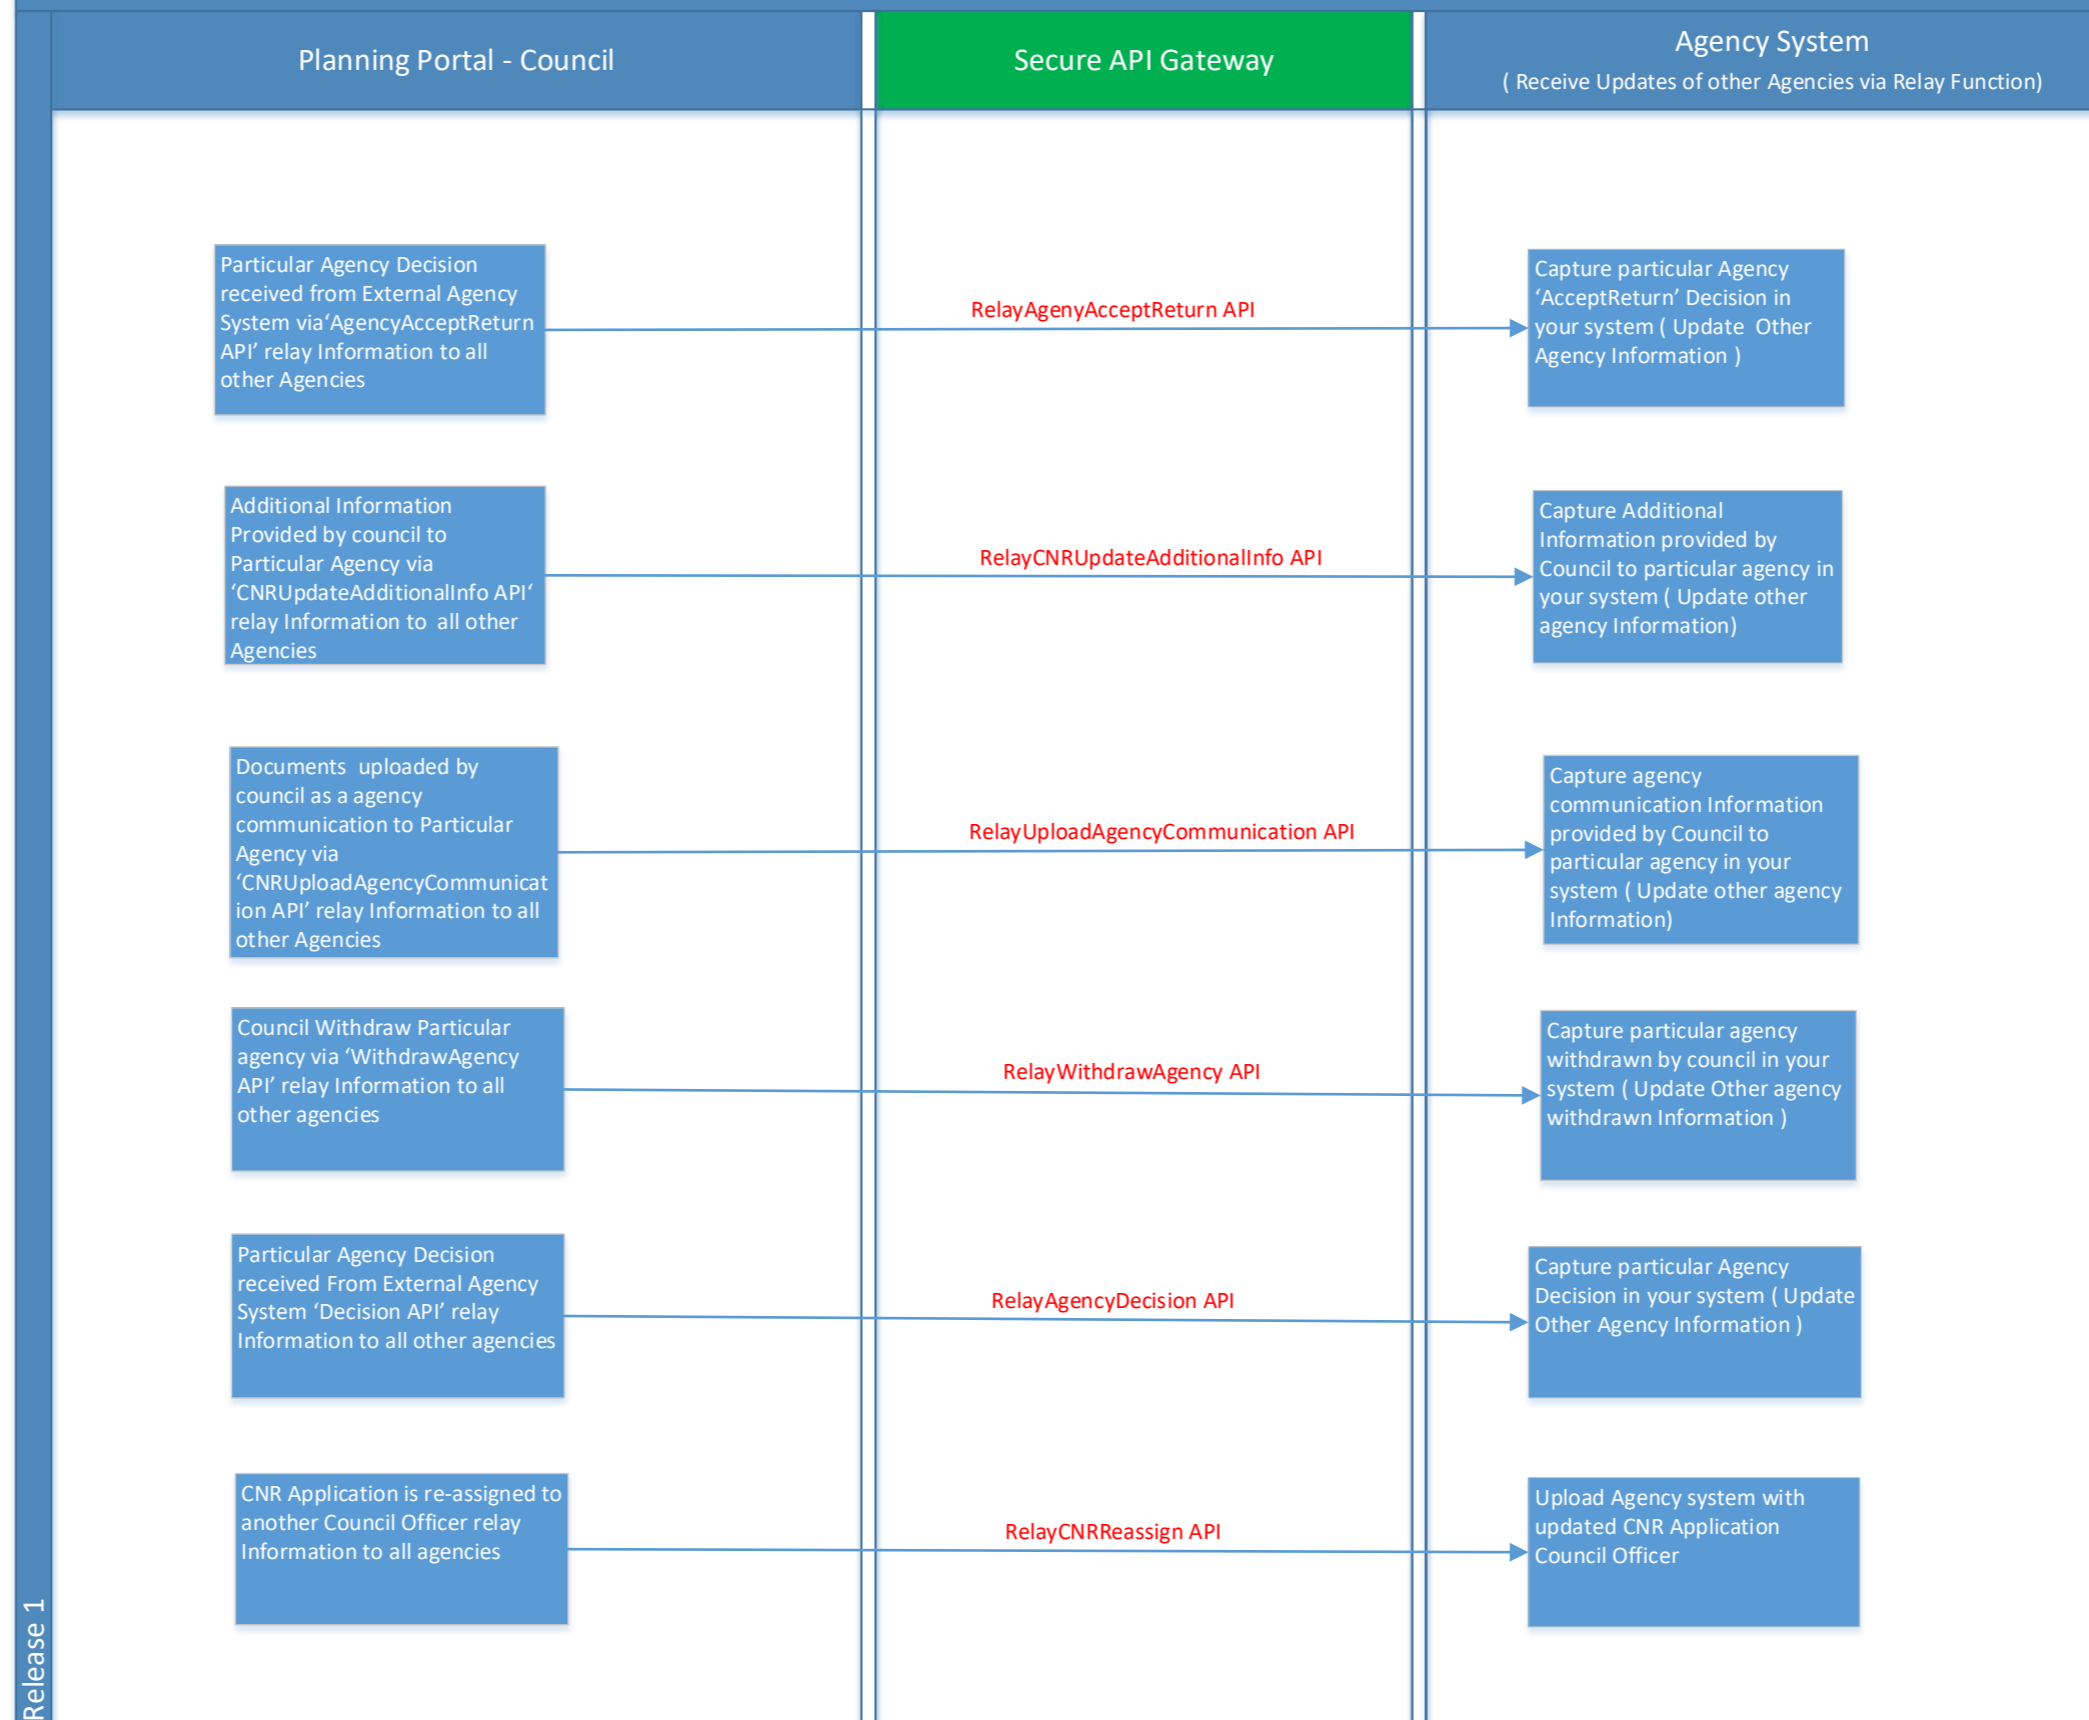 Planning Portal - Council
Secure API Gateway
Agency System
( Receive Updates of other Agencies via Relay Function)
Particular Agency Decision
received from External Agency
System via‘AgencyAcceptReturn
API’ relay Information to all
other Agencies
RelayAgenyAcceptReturn API
Capture particular Agency
‘AcceptReturn’ Decision in
your system ( Update  Other
Agency Information )
Additional Information
Provided by council to
Particular Agency via
‘CNRUpdateAdditionalInfo API‘
relay Information to  all other
Agencies
RelayCNRUpdateAdditionalInfo API
Capture Additional
Information provided by
Council to particular agency in
your system ( Update other
agency Information)
Documents  uploaded by
council as a agency
communication to Particular
Agency via
‘CNRUploadAgencyCommunicat
ion API’ relay Information to all
other Agencies
RelayUploadAgencyCommunication API
Capture agency
communication Information
provided by Council to
particular agency in your
system ( Update other agency
Information)
Council Withdraw Particular
agency via ‘WithdrawAgency
API’ relay Information to all
other agencies
RelayWithdrawAgency API
Capture particular agency
withdrawn by council in your
system ( Update Other agency
withdrawn Information )
Particular Agency Decision
received From External Agency
System ‘Decision API’ relay
Information to all other agencies
RelayAgencyDecision API
Capture particular Agency
Decision in your system ( Update
Other Agency Information )
CNR Application is re-assigned to
another Council Officer relay
Information to all agencies
RelayCNRReassign API
Upload Agency system with
updated CNR Application
Council Officer
Release 1